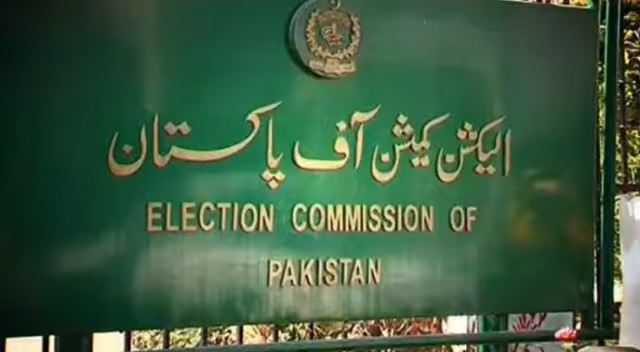 الیکشن کمیشن آف پاکستان
ELECTION COMMISSION OF
PAKISTAN